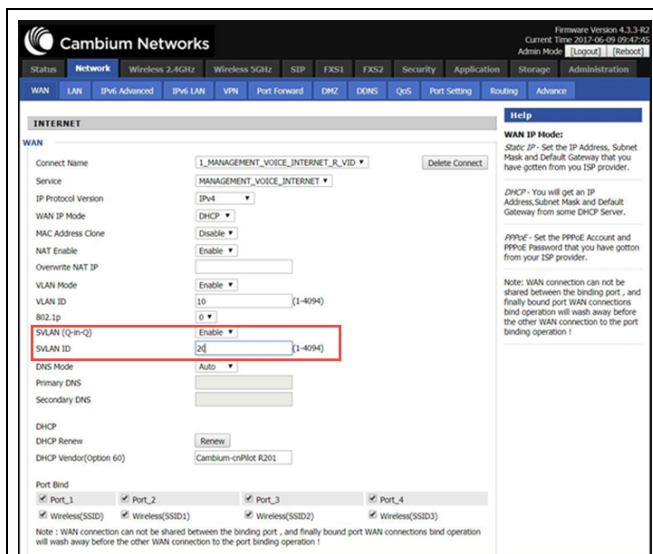 Cambium Networks
Firmware Version 4.3.3-R2
Current Time 2017-06-09 09:47:45
Admin Mode [Logout] [Reboot]
Status Network Wireless 2.4GHz Wireless 5GHz SIP FXS1 FXS2 Security Application Storage Administration
WAN LAN IPv6 Advanced IPv6 LAN VPN Port Forward DMZ DDNS QoS Port Setting Routing Advance
INTERNET
WAN
Connect Name 1_MANAGEMENT_VOICE_INTERNET_R_VID Delete Connect
Service MANAGEMENT_VOICE_INTERNET
IP Protocol Version IPv4
WAN IP Mode DHCP
MAC Address Clone Disable
NAT Enable Enable
Overwrite NAT IP
VLAN Mode Enable
VLAN ID 10 (1-4094)
802.1p 0
SVLAN (Q-in-Q) Enable
SVLAN ID 20 (1-4094)
DNS Mode Auto
Primary DNS
Secondary DNS
DHCP
DHCP Renew Renew
DHCP Vendor(Option 60) Cambium-cnPilot R201
Port Bind
Port_1 Port_2 Port_3 Port_4
Wireless(SSID) Wireless(SSID1) Wireless(SSID2) Wireless(SSID3)
Note : WAN connection can not be shared between the binding port , and finally bound port WAN connections bind operation
will wash away before the other WAN connection to the port binding operation !
Help
WAN IP Mode:
Static IP - Set the IP Address, Subnet
Mask and Default Gateway that you
have gotten from you ISP provider.
DHCP - You will get an IP
Address,Subnet Mask and Default
Gateway from some DHCP Server.
PPPoE - Set the PPPoE Account and
PPPoE Password that you have gotton
from your ISP provider.
Note: WAN connection can not be
shared between the binding port , and
finally bound port WAN connections
bind operation will wash away before
the other WAN connection to the port
binding operation !